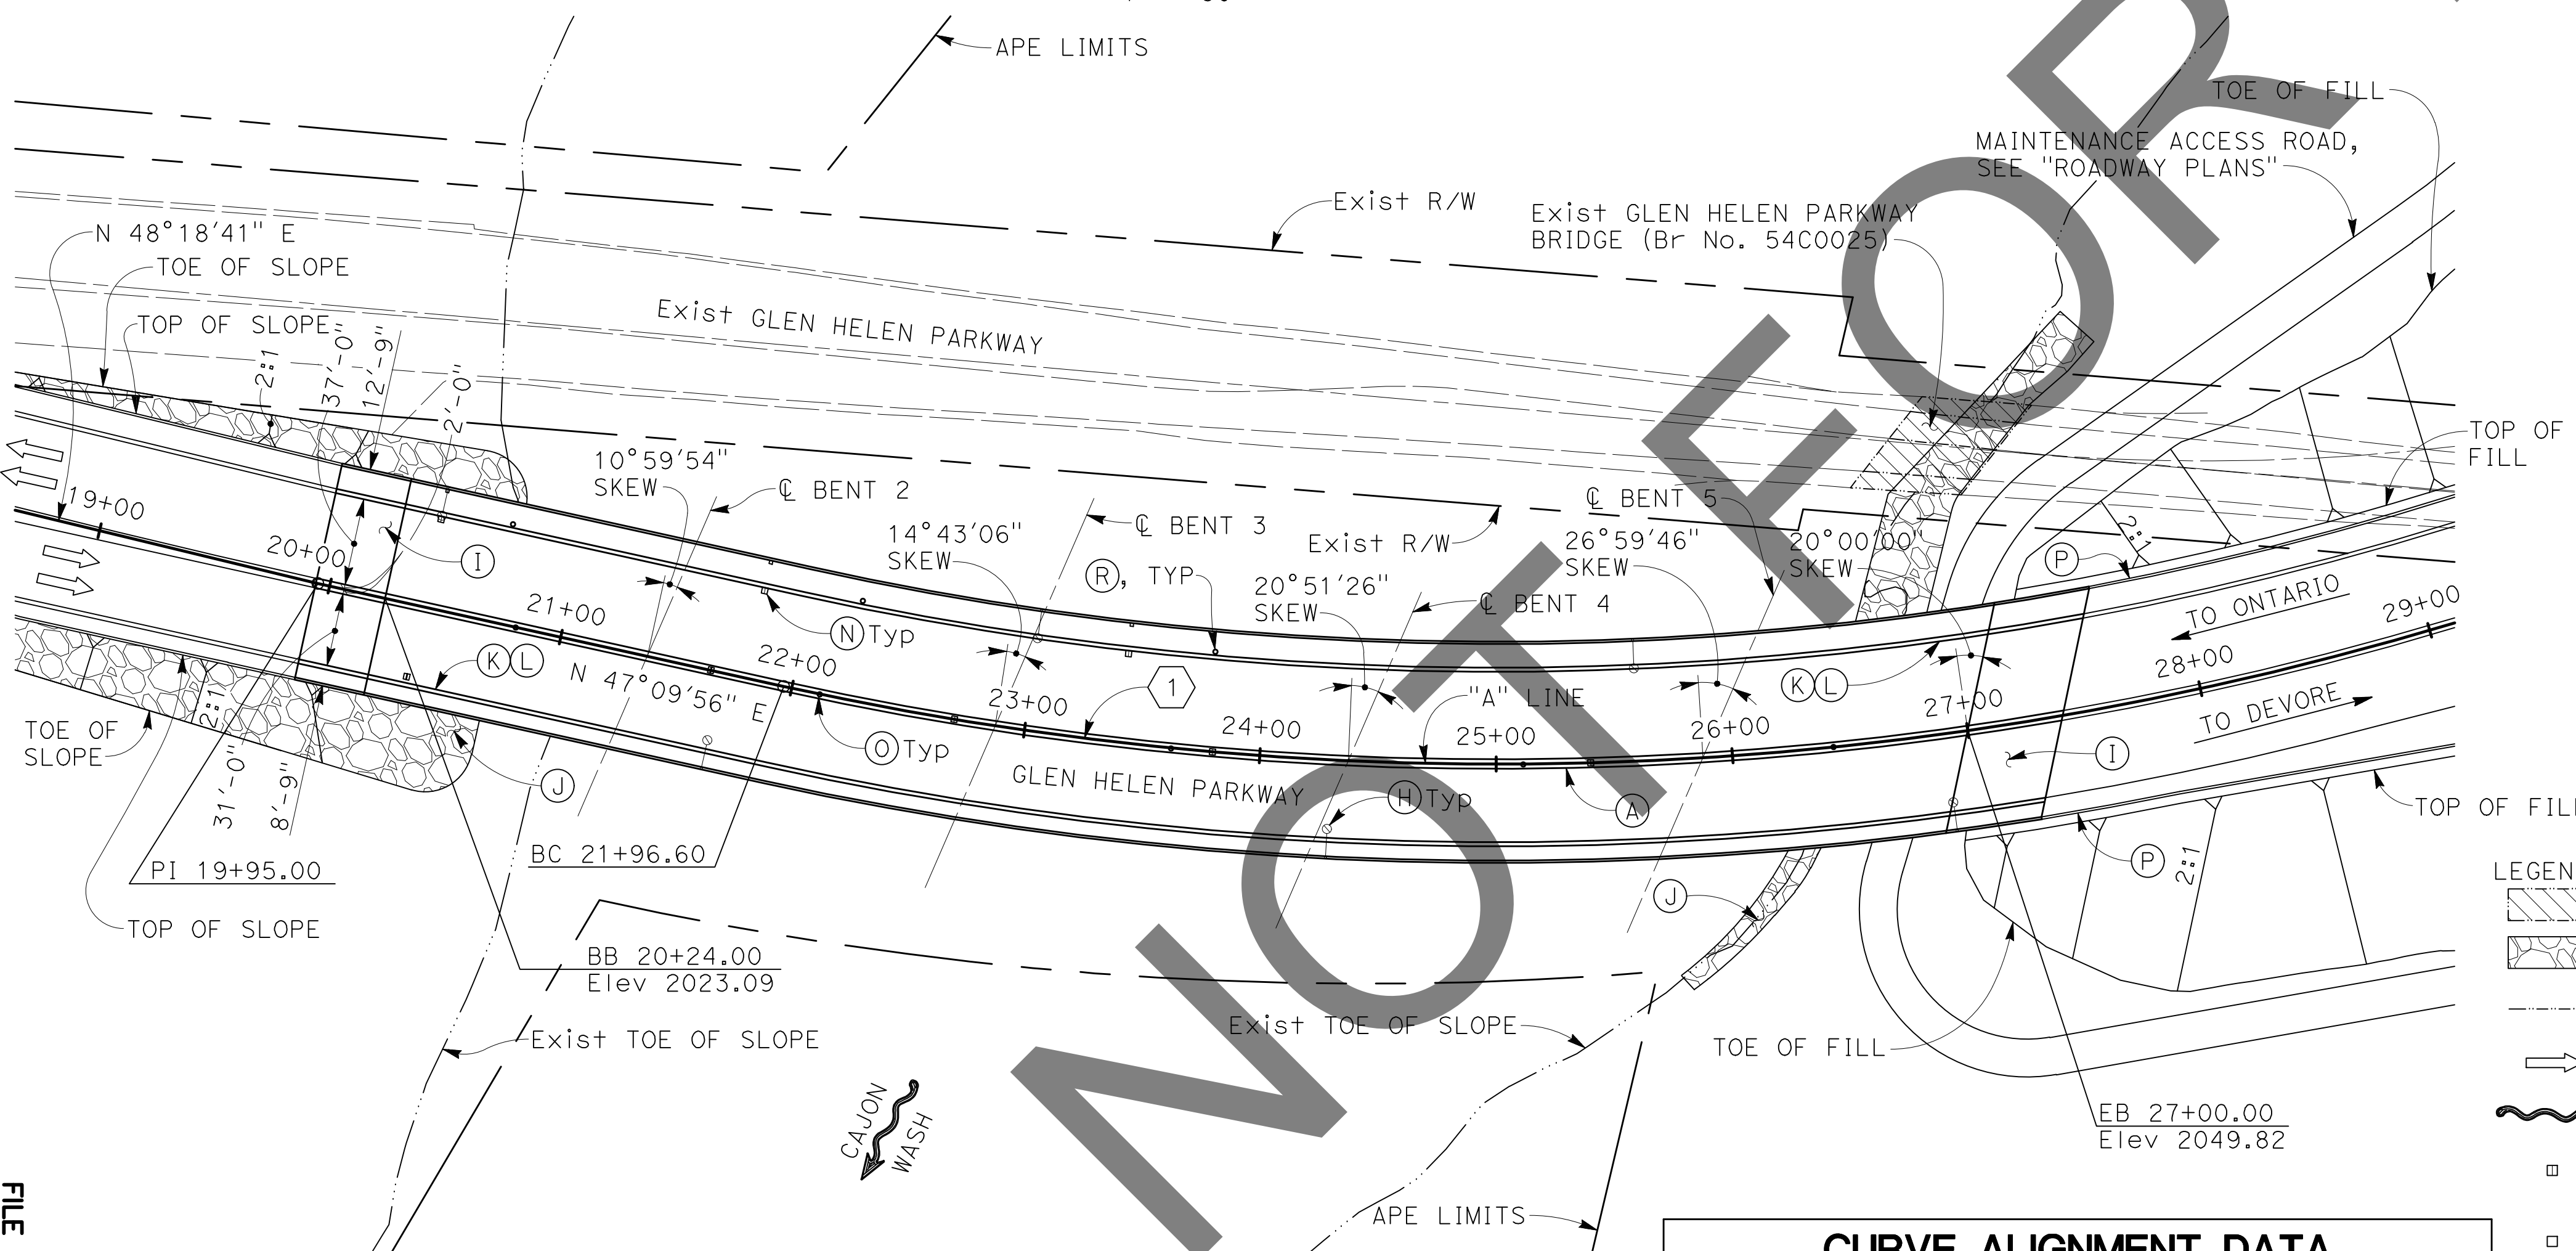 APE LIMITS
TOE OF FILL
MAINTENANCE ACCESS ROAD,
SEE "ROADWAY PLANS"
Exist R/W
Exist GLEN HELEN PARKWAY
BRIDGE (Br No. 54C0025)
N 48°18'41" E
TOE OF SLOPE
TOP OF SLOPE
2:1
37'-0"
12'-9"
2'-0"
Exist GLEN HELEN PARKWAY
TOP OF
FILL
10°59'54"
SKEW
℄ BENT 2
14°43'06"
SKEW
℄ BENT 3
Exist R/W
℄ BENT 5
26°59'46"
SKEW
20°00'00"
SKEW
2:1
P
19+00
20+00
I
R, TYP
20°51'26"
SKEW
℄ BENT 4
TO ONTARIO
29+00
21+00
N Typ
K L
22+00
N 47°09'56" E
23+00
1
"A" LINE
K L
28+00
27+00
TO DEVORE
TOE OF
SLOPE
2:1
O Typ
24+00
25+00
26+00
I
31'-0"
8'-9"
J
GLEN HELEN PARKWAY
H Typ
A
TOP OF FILL
PI 19+95.00
BC 21+96.60
P
2:1
J
LEGEN
TOP OF SLOPE
BB 20+24.00
Elev 2023.09
Exist TOE OF SLOPE
Exist TOE OF SLOPE
TOE OF FILL
CAJON
WASH
EB 27+00.00
Elev 2049.82
FILE
APE LIMITS
CURVE ALIGNMENT DATA
NOT FOR